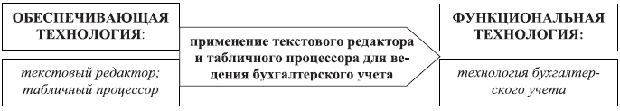 ОБЕСПЕЧИВАЮЩАЯ
ТЕХНОЛОГИЯ:
текстовый редактор;
табличный процессор
применение текстового редактора
и табличного процессора для ве-
дения бухгалтерского учета
ФУНКЦИОНАЛЬНАЯ
ТЕХНОЛОГИЯ:
технология бухгалтер-
ского учета